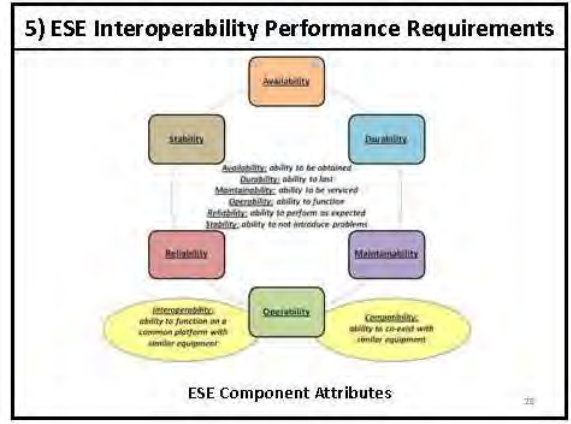 5) ESE Interoperability Performance Requirements
Availability
Stability
Durability
Availability: ability to be obtained
Durability: ability to last
Maintainability: ability to be serviced
Operability: ability to function
Reliability: ability to perform as expected
Stability: ability to not introduce problems
Reliability
Maintainability
Interoperability:
ability to function on a
common platform with
similar equipment
Operability
Compatibility:
ability to co-exist with
similar equipment
ESE Component Attributes